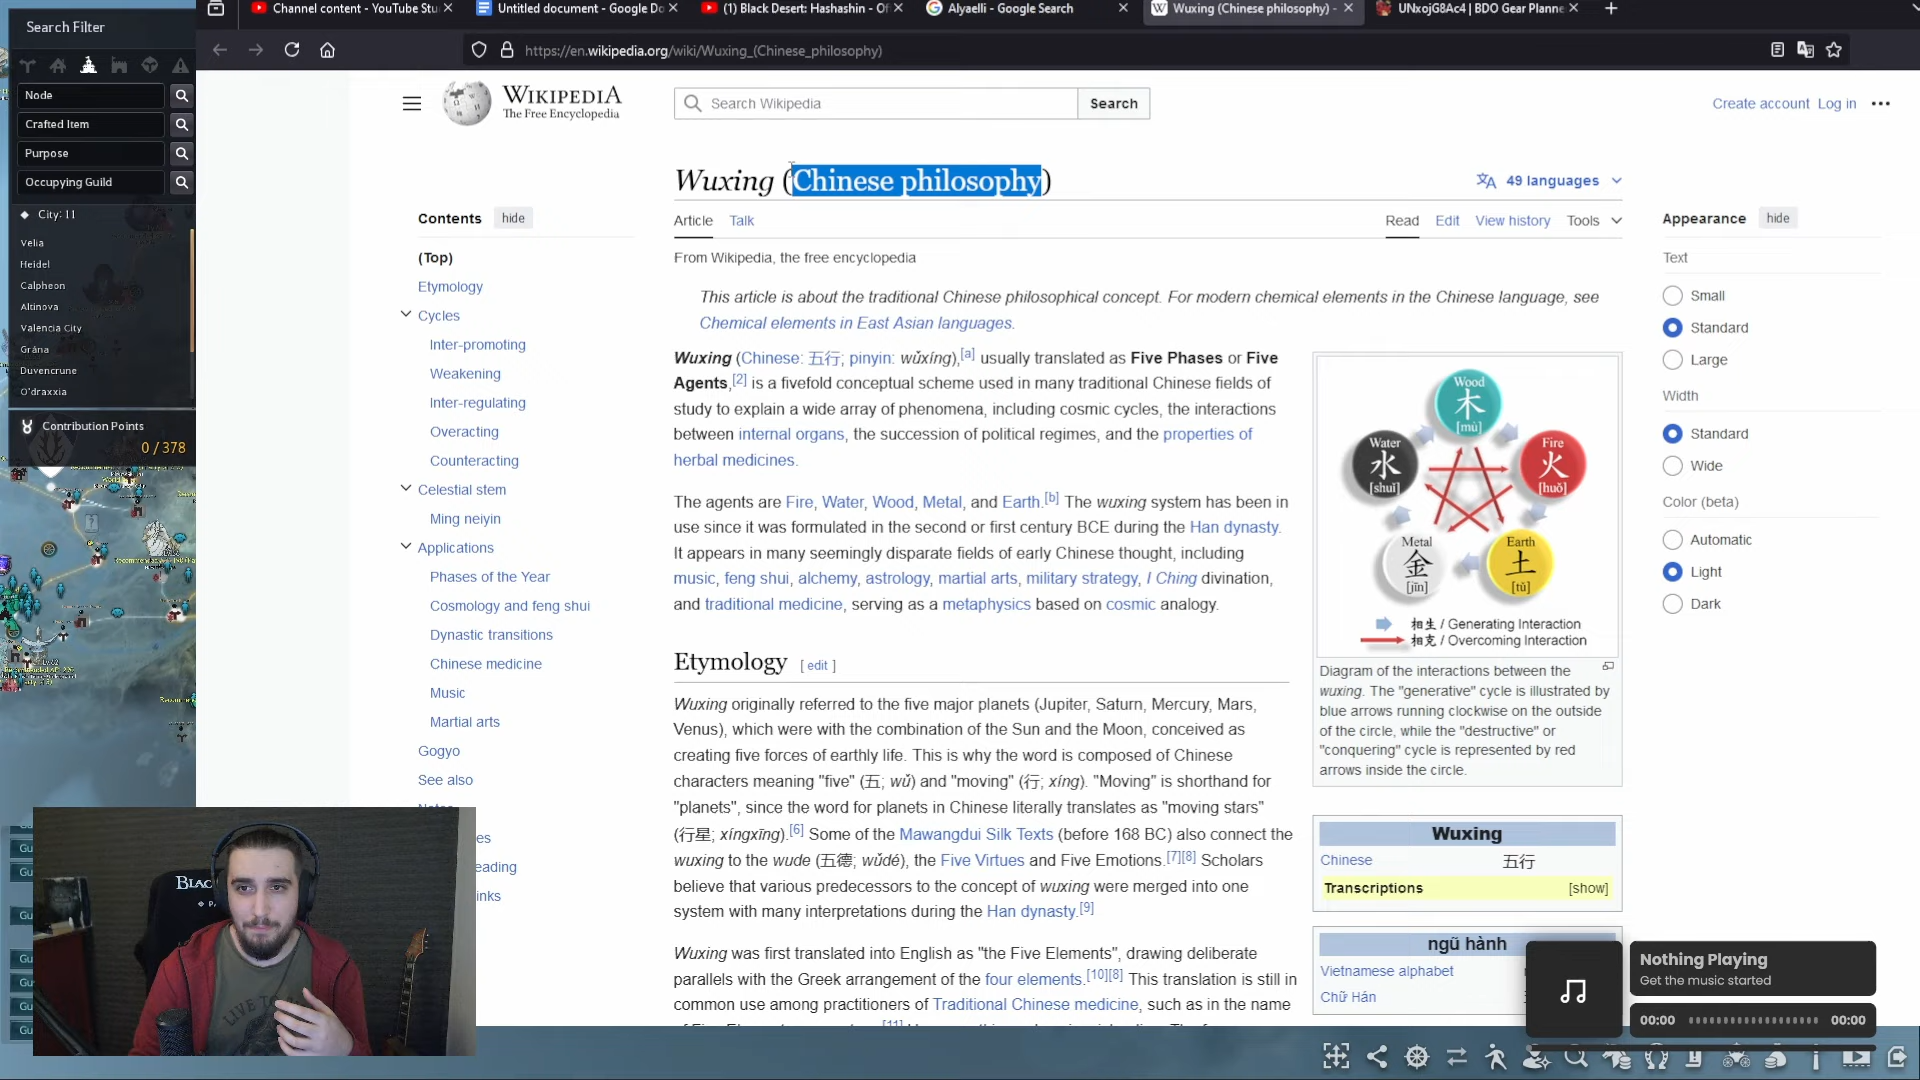 Search Filter
Node
Crafted Item
Purpose
Occupying Guild
City: 11
Velia
Heidel
Calpheon
Altinova
Valencia City
Grána
Duvencrune
O'draxxia
Contribution Points
0 / 378
Channel content - YouTube Stu
Untitled document - Google Do
(1) Black Desert: Hashashin - Of
Alyaelli - Google Search
Wuxing (Chinese philosophy) -
UNxojG8Ac4 | BDO Gear Planne
https://en.wikipedia.org/wiki/Wuxing_(Chinese_philosophy)
WIKIPEDIA
The Free Encyclopedia
Search Wikipedia
Search
Create account
Log in
Wuxing (Chinese philosophy)
49 languages
Article
Talk
Read
Edit
View history
Tools
From Wikipedia, the free encyclopedia
Contents
hide
(Top)
Etymology
Cycles
Inter-promoting
Weakening
Inter-regulating
Overacting
Counteracting
Celestial stem
Ming neiyin
Applications
Phases of the Year
Cosmology and feng shui
Dynastic transitions
Chinese medicine
Music
Martial arts
Gogyo
See also
This article is about the traditional Chinese philosophical concept. For modern chemical elements in the Chinese language, see
Chemical elements in East Asian languages.
Wuxing (Chinese: 五行; pinyin: wǔxíng),[a] usually translated as Five Phases or Five
Agents,[2] is a fivefold conceptual scheme used in many traditional Chinese fields of
study to explain a wide array of phenomena, including cosmic cycles, the interactions
between internal organs, the succession of political regimes, and the properties of
herbal medicines.
The agents are Fire, Water, Wood, Metal, and Earth.[b] The wuxing system has been in
use since it was formulated in the second or first century BCE during the Han dynasty.
It appears in many seemingly disparate fields of early Chinese thought, including
music, feng shui, alchemy, astrology, martial arts, military strategy, I Ching divination,
and traditional medicine, serving as a metaphysics based on cosmic analogy.
Etymology [ edit ]
Wuxing originally referred to the five major planets (Jupiter, Saturn, Mercury, Mars,
Venus), which were with the combination of the Sun and the Moon, conceived as
creating five forces of earthly life. This is why the word is composed of Chinese
characters meaning "five" (五; wǔ) and "moving" (行; xíng). "Moving" is shorthand for
"planets", since the word for planets in Chinese literally translates as "moving stars"
(行星; xíngxīng).[6] Some of the Mawangdui Silk Texts (before 168 BC) also connect the
wuxing to the wude (五德; wǔdé), the Five Virtues and Five Emotions.[7][8] Scholars
believe that various predecessors to the concept of wuxing were merged into one
system with many interpretations during the Han dynasty.[9]
Wuxing was first translated into English as "the Five Elements", drawing deliberate
parallels with the Greek arrangement of the four elements.[10][8] This translation is still in
common use among practitioners of Traditional Chinese medicine, such as in the name
Wood
木
[mù]
Water
水
[shuǐ]
Fire
火
[huǒ]
Metal
金
[jīn]
Earth
土
[tǔ]
相生 / Generating Interaction
相克 / Overcoming Interaction
Diagram of the interactions between the
wuxing. The "generative" cycle is illustrated by
blue arrows running clockwise on the outside
of the circle, while the "destructive" or
"conquering" cycle is represented by red
arrows inside the circle.
Wuxing
Chinese 五行
Transcriptions [show]
ngũ hành
Vietnamese alphabet
Chữ Hán
Appearance
hide
Text
Small
Standard
Large
Width
Standard
Wide
Color (beta)
Automatic
Light
Dark
Nothing Playing
Get the music started
00:00
00:00